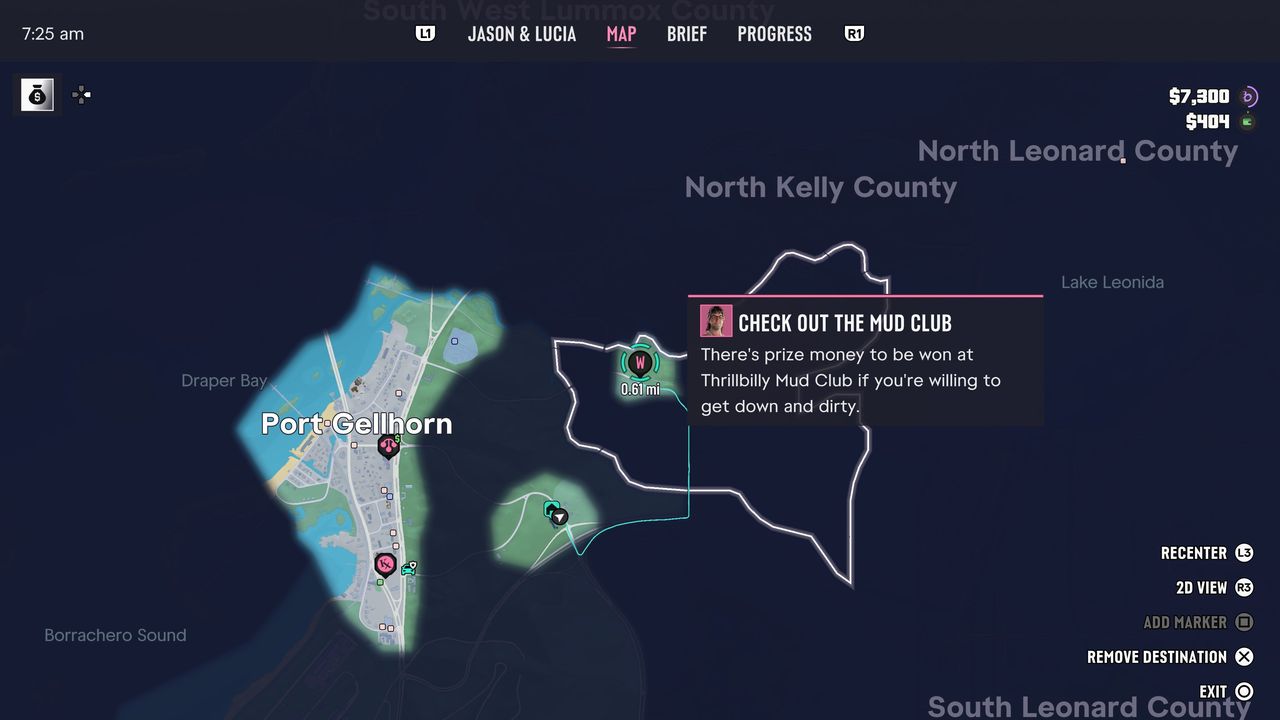 South West Lummox County
7:25 am
L1
JASON & LUCIA
MAP
BRIEF
PROGRESS
R1
$7,300
$404
North Leonard County
North Kelly County
Lake Leonida
CHECK OUT THE MUD CLUB
There's prize money to be won at
Thrillbilly Mud Club if you're willing to
get down and dirty.
W
0.61 mi
Draper Bay
Port Gellhorn
Borrachero Sound
RECENTER L3
2D VIEW R3
ADD MARKER
REMOVE DESTINATION
EXIT
South Leonard County